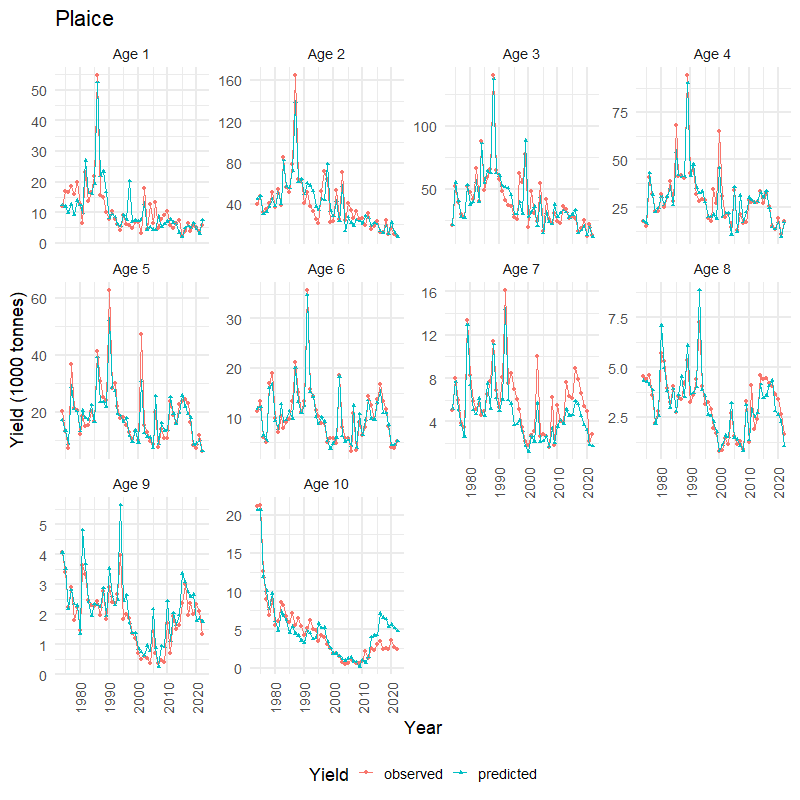 Plaice
Age 1 Age 2 Age 3 Age 4
50 40 30 20 10 0
160 120 80 40
100 50
75 50 25
Age 5 Age 6 Age 7 Age 8
60 40 20
30 20 10
16 12 8 4
7.5 5.0 2.5
1980 1990 2000 2010 2020
1980 1990 2000 2010 2020
Age 9 Age 10
5 4 3 2 1 0
20 15 10 5 0
1980 1990 2000 2010 2020
1980 1990 2000 2010 2020
Yield (1000 tonnes)
Year
Yield observed predicted